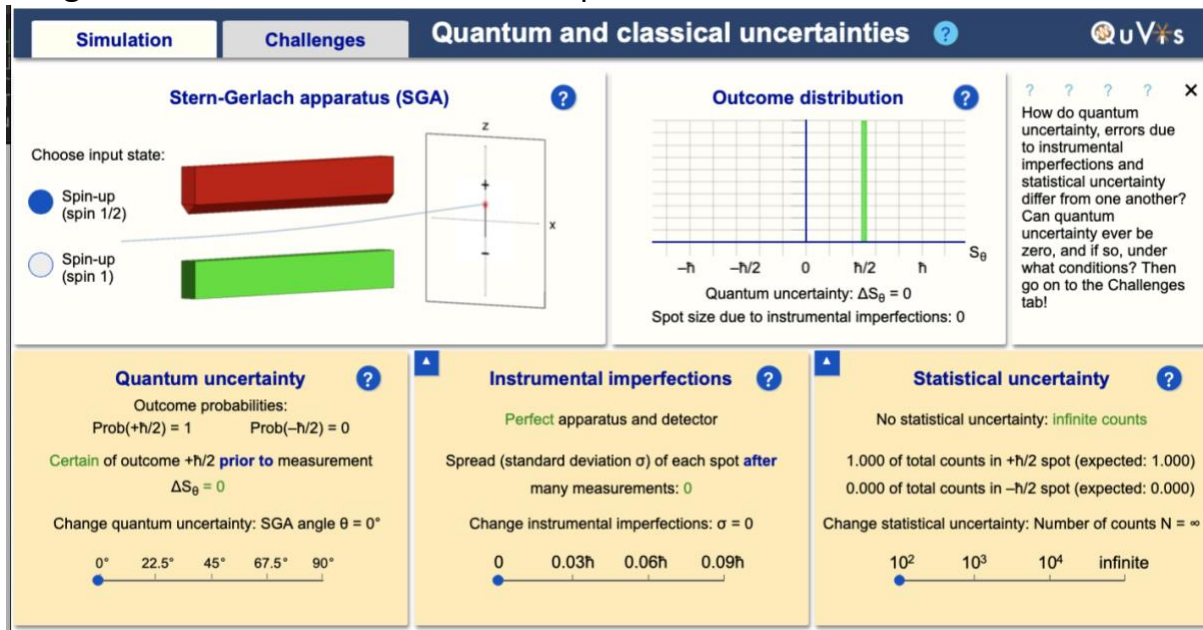 Simulation
Challenges
Quantum and classical uncertainties ?
QuVis
Stern-Gerlach apparatus (SGA) ?
Choose input state:
Spin-up
(spin 1/2)
Spin-up
(spin 1)
z
+
x
−
Outcome distribution ?
Sθ
–ħ –ħ/2 0 ħ/2 ħ
Quantum uncertainty: ΔSθ = 0
Spot size due to instrumental imperfections: 0
? ? ? ? X
How do quantum
uncertainty, errors due
to instrumental
imperfections and
statistical uncertainty
differ from one another?
Can quantum
uncertainty ever be
zero, and if so, under
what conditions? Then
go on to the Challenges
tab!
Quantum uncertainty ?
Outcome probabilities:
Prob(+ħ/2) = 1 Prob(–ħ/2) = 0
Certain of outcome +ħ/2 prior to measurement
ΔSθ = 0
Change quantum uncertainty: SGA angle θ = 0°
0° 22.5° 45° 67.5° 90°
Instrumental imperfections ?
Perfect apparatus and detector
Spread (standard deviation σ) of each spot after
many measurements: 0
Change instrumental imperfections: σ = 0
0 0.03ħ 0.06ħ 0.09ħ
Statistical uncertainty ?
No statistical uncertainty: infinite counts
1.000 of total counts in +ħ/2 spot (expected: 1.000)
0.000 of total counts in –ħ/2 spot (expected: 0.000)
Change statistical uncertainty: Number of counts N = ∞
10² 10³ 10⁴ infinite